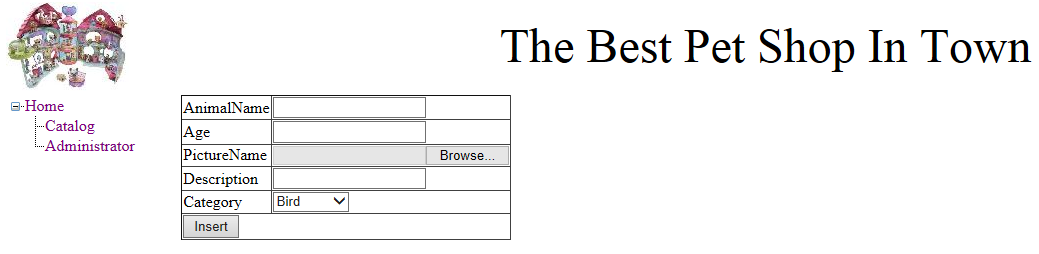 The Best Pet Shop In Town
Home
Catalog
Administrator
AnimalName
Age
PictureName Browse...
Description
Category Bird
Insert